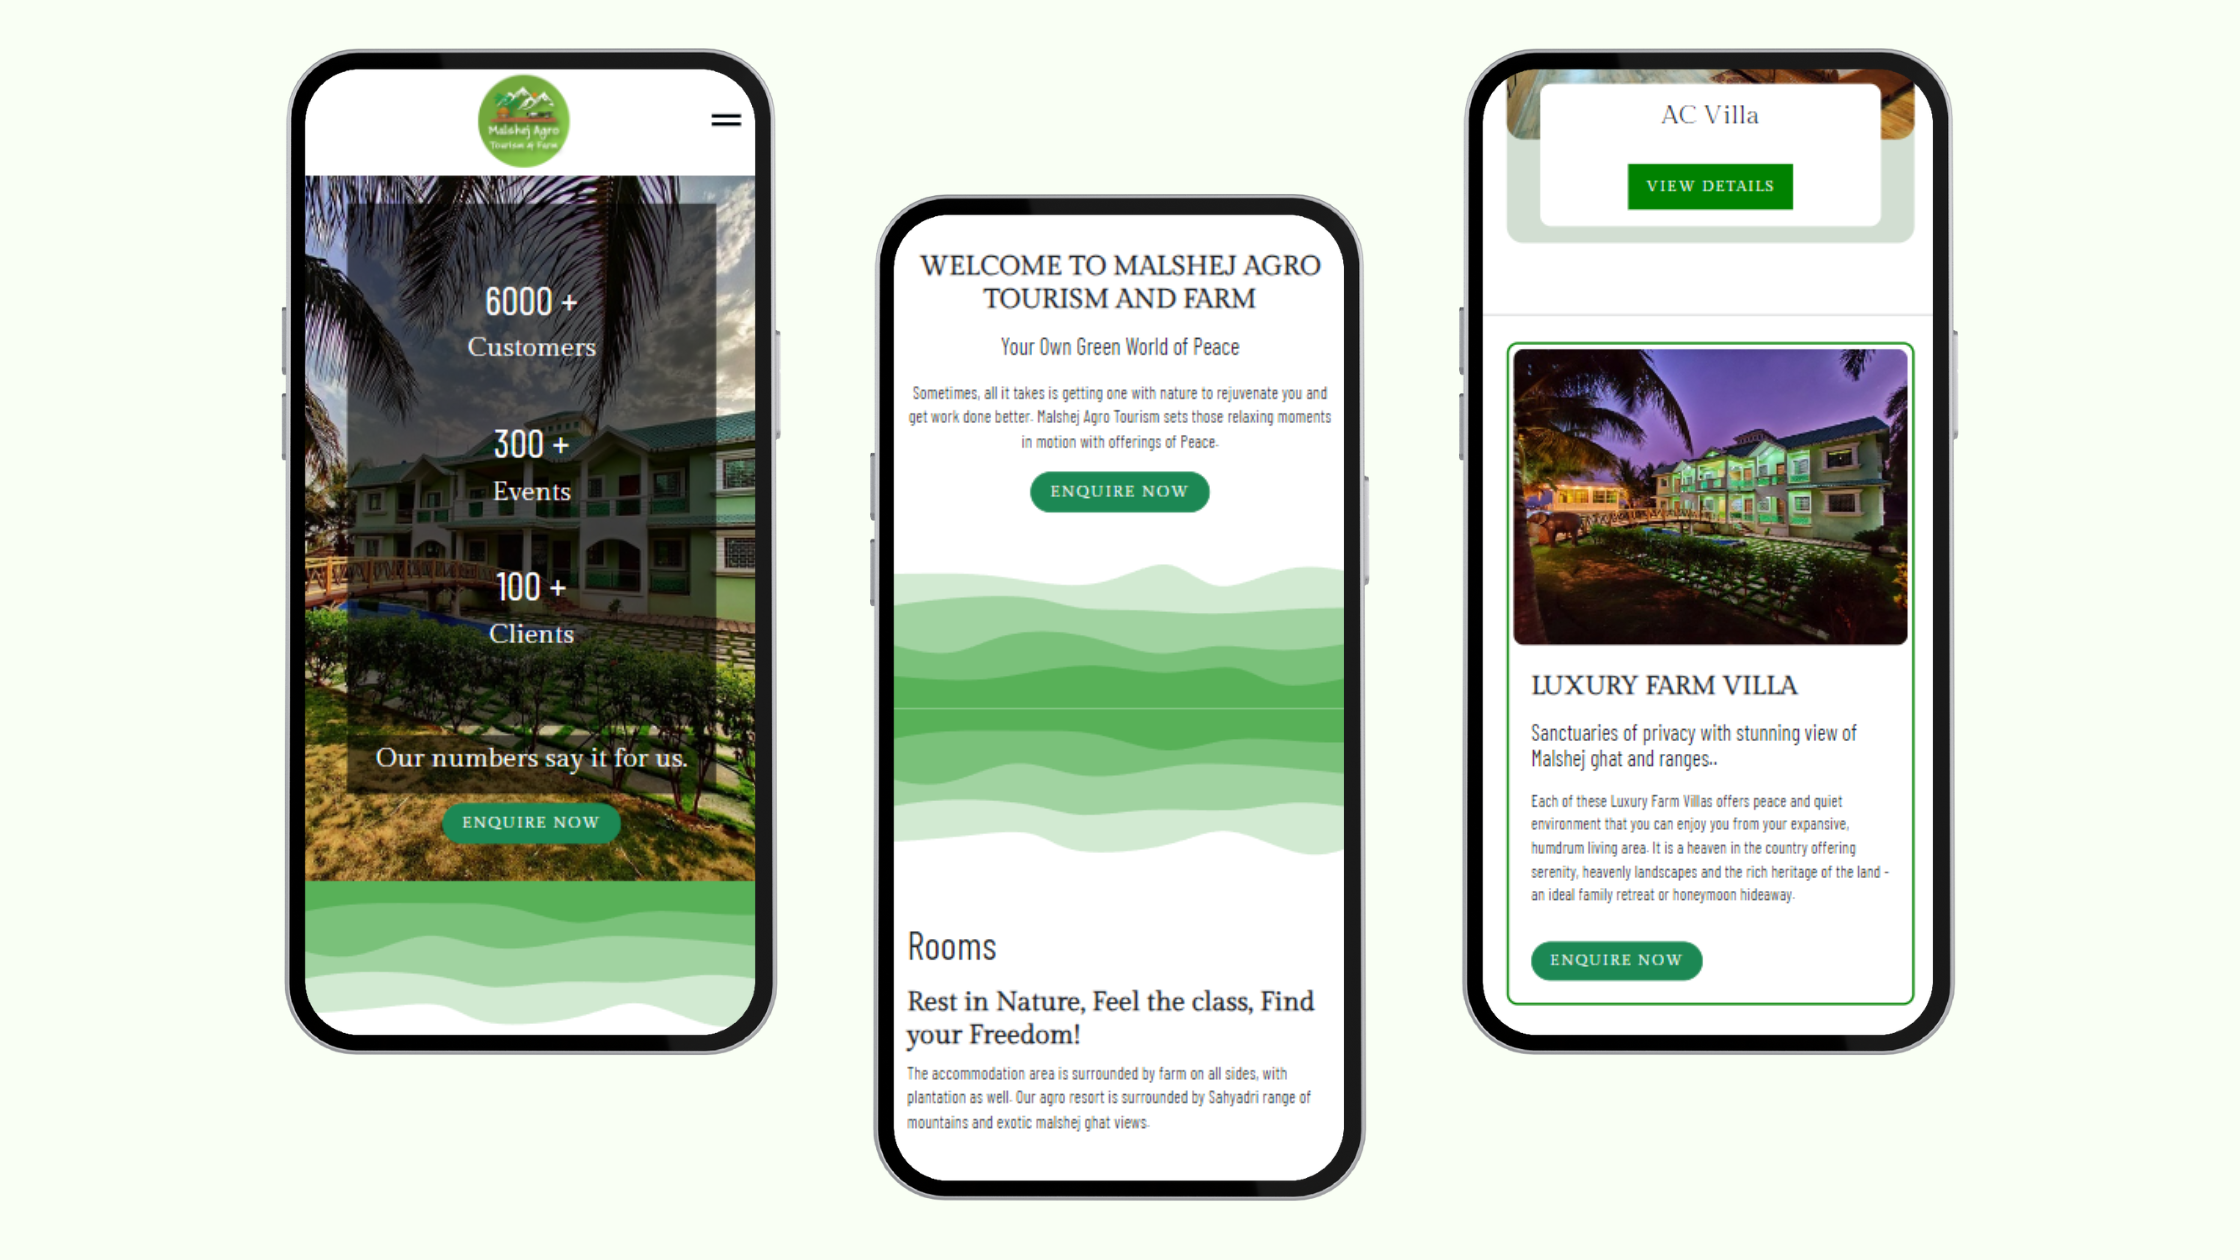 Malshej Agro
Tourism & Farm
6000 +
Customers
300 +
Events
100 +
Clients
Our numbers say it for us.
ENQUIRE NOW
WELCOME TO MALSHEJ AGRO
TOURISM AND FARM
Your Own Green World of Peace
Sometimes, all it takes is getting one with nature to rejuvenate you and
get work done better. Malshej Agro Tourism sets those relaxing moments
in motion with offerings of Peace.
ENQUIRE NOW
Rooms
Rest in Nature, Feel the class, Find
your Freedom!
The accommodation area is surrounded by farm on all sides, with
plantation as well. Our agro resort is surrounded by Sahyadri range of
mountains and exotic malshej ghat views.
AC Villa
VIEW DETAILS
LUXURY FARM VILLA
Sanctuaries of privacy with stunning view of
Malshej ghat and ranges..
Each of these Luxury Farm Villas offers peace and quiet
environment that you can enjoy you from your expansive,
humdrum living area. It is a heaven in the country offering
serenity, heavenly landscapes and the rich heritage of the land -
an ideal family retreat or honeymoon hideaway.
ENQUIRE NOW